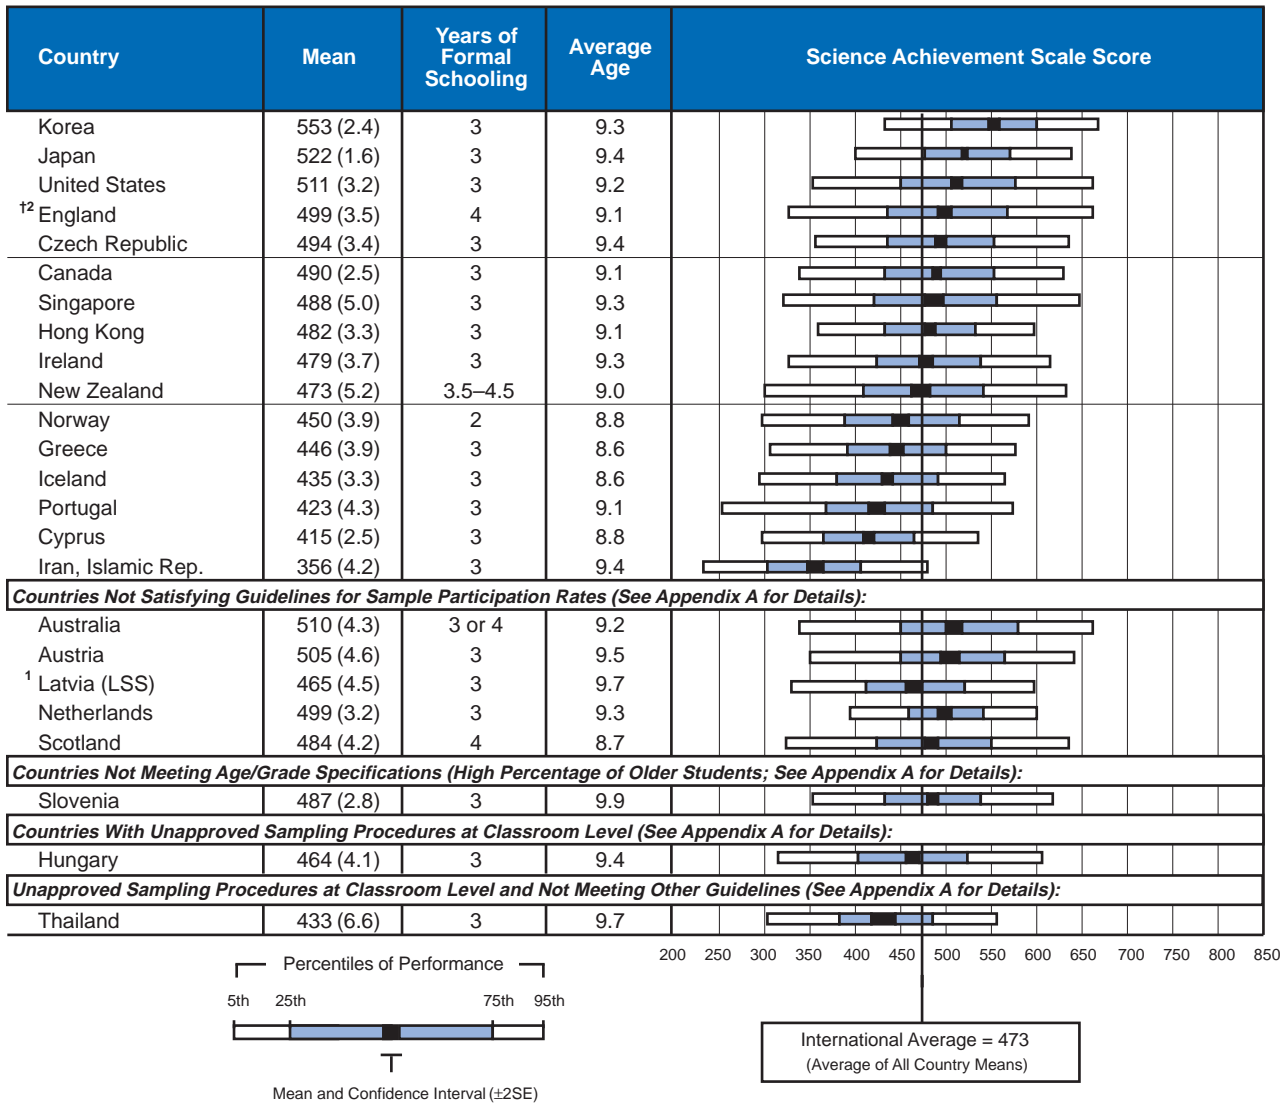 Country Mean Years of Formal Schooling Average Age Science Achievement Scale Score
Korea 553 (2.4) 3 9.3
Japan 522 (1.6) 3 9.4
United States 511 (3.2) 3 9.2
†2 England 499 (3.5) 4 9.1
Czech Republic 494 (3.4) 3 9.4
Canada 490 (2.5) 3 9.1
Singapore 488 (5.0) 3 9.3
Hong Kong 482 (3.3) 3 9.1
Ireland 479 (3.7) 3 9.3
New Zealand 473 (5.2) 3.5–4.5 9.0
Norway 450 (3.9) 2 8.8
Greece 446 (3.9) 3 8.6
Iceland 435 (3.3) 3 8.6
Portugal 423 (4.3) 3 9.1
Cyprus 415 (2.5) 3 8.8
Iran, Islamic Rep. 356 (4.2) 3 9.4
Countries Not Satisfying Guidelines for Sample Participation Rates (See Appendix A for Details):
Australia 510 (4.3) 3 or 4 9.2
Austria 505 (4.6) 3 9.5
1 Latvia (LSS) 465 (4.5) 3 9.7
Netherlands 499 (3.2) 3 9.3
Scotland 484 (4.2) 4 8.7
Countries Not Meeting Age/Grade Specifications (High Percentage of Older Students; See Appendix A for Details):
Slovenia 487 (2.8) 3 9.9
Countries With Unapproved Sampling Procedures at Classroom Level (See Appendix A for Details):
Hungary 464 (4.1) 3 9.4
Unapproved Sampling Procedures at Classroom Level and Not Meeting Other Guidelines (See Appendix A for Details):
Thailand 433 (6.6) 3 9.7
200 250 300 350 400 450 500 550 600 650 700 750 800 850
Percentiles of Performance
5th 25th 75th 95th
Mean and Confidence Interval (±2SE)
International Average = 473
(Average of All Country Means)